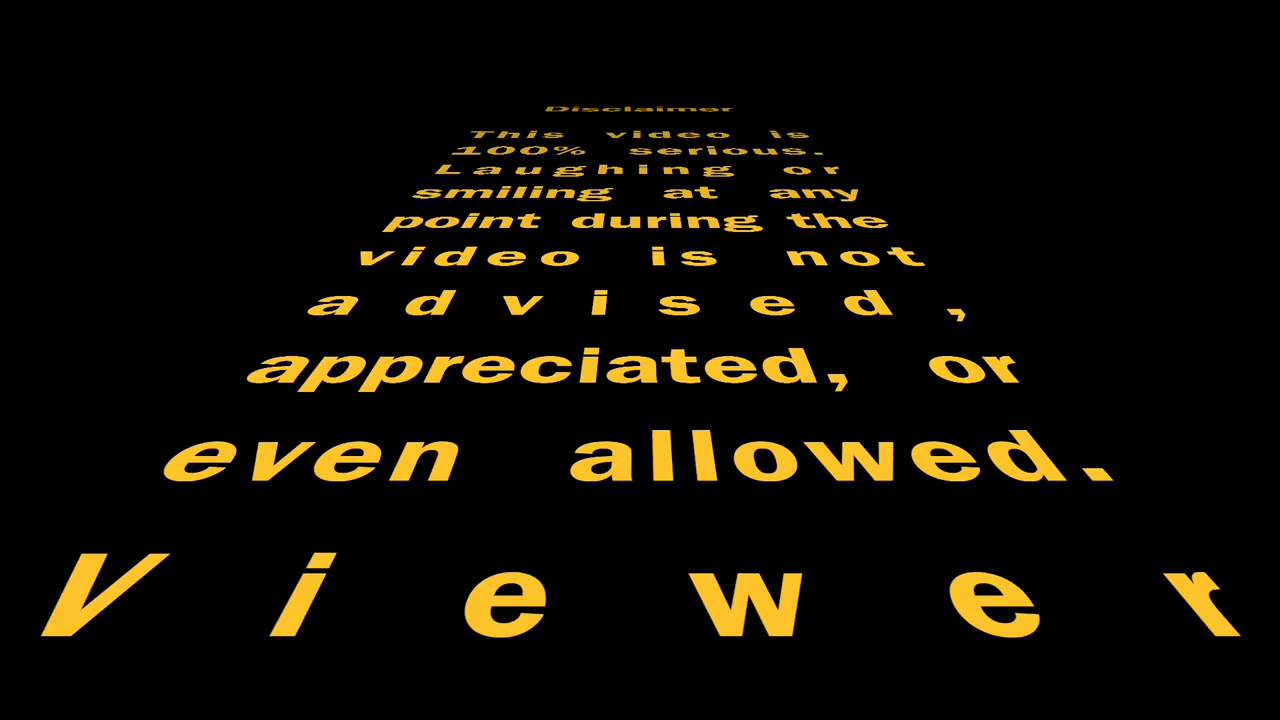 Disclaimer
This video is
100% serious.
Laughing or
smiling at any
point during the
video is not
advised,
appreciated, or
even allowed.
Viewer